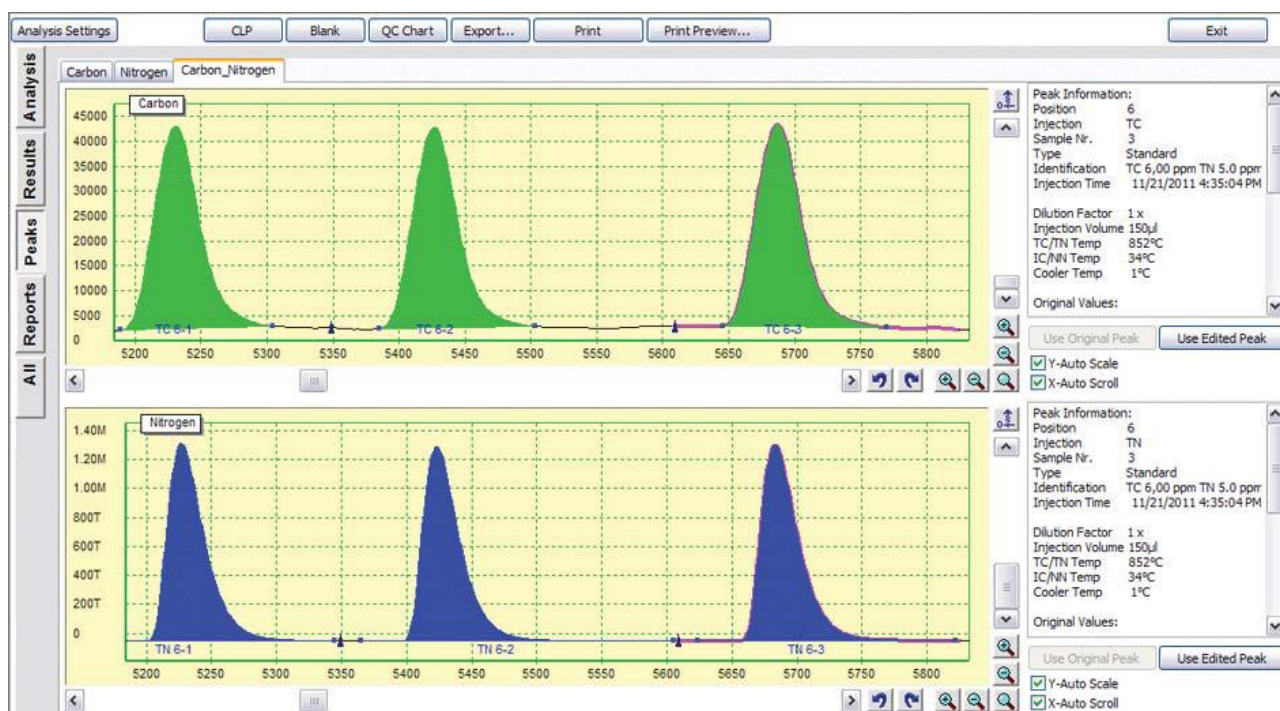 Analysis Settings CLP Blank QC Chart Export... Print Print Preview... Exit
Analysis
Results
Peaks
Reports
All
Carbon Nitrogen Carbon_Nitrogen
Carbon
45000
40000
35000
30000
25000
20000
15000
10000
5000
0
TC 6-1 TC 6-2 TC 6-3
5200 5250 5300 5350 5400 5450 5500 5550 5600 5650 5700 5750 5800
Peak Information:
Position 6
Injection TC
Sample Nr. 3
Type Standard
Identification TC 6,00 ppm TN 5.0 ppm
Injection Time 11/21/2011 4:35:04 PM
Dilution Factor 1 x
Injection Volume 150µl
TC/TN Temp 852ºC
IC/NN Temp 34ºC
Cooler Temp 1ºC
Original Values:
Use Original Peak Use Edited Peak
Y-Auto Scale
X-Auto Scroll
Nitrogen
1.40M
1.20M
1.00M
800T
600T
400T
200T
0
TN 6-1 TN 6-2 TN 6-3
5200 5250 5300 5350 5400 5450 5500 5550 5600 5650 5700 5750 5800
Peak Information:
Position 6
Injection TN
Sample Nr. 3
Type Standard
Identification TC 6,00 ppm TN 5.0 ppm
Injection Time 11/21/2011 4:35:04 PM
Dilution Factor 1 x
Injection Volume 150µl
TC/TN Temp 852ºC
IC/NN Temp 34ºC
Cooler Temp 1ºC
Original Values:
Use Original Peak Use Edited Peak
Y-Auto Scale
X-Auto Scroll